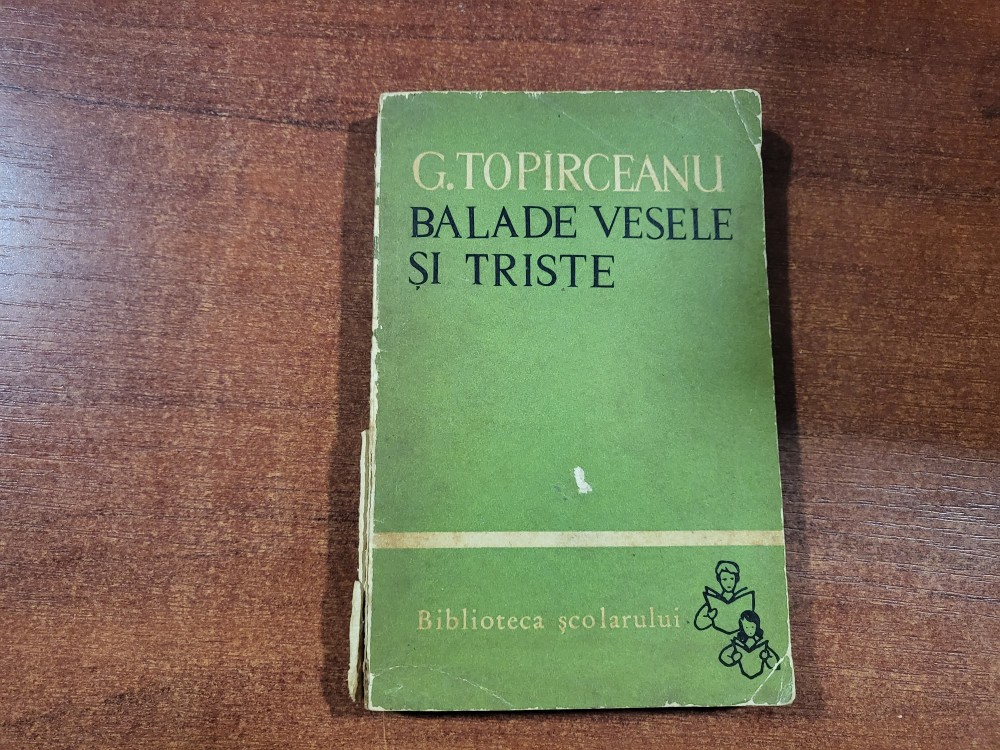 G. TOPÎRCEANU
BALADE VESELE
ȘI TRISTE
Biblioteca școlarului